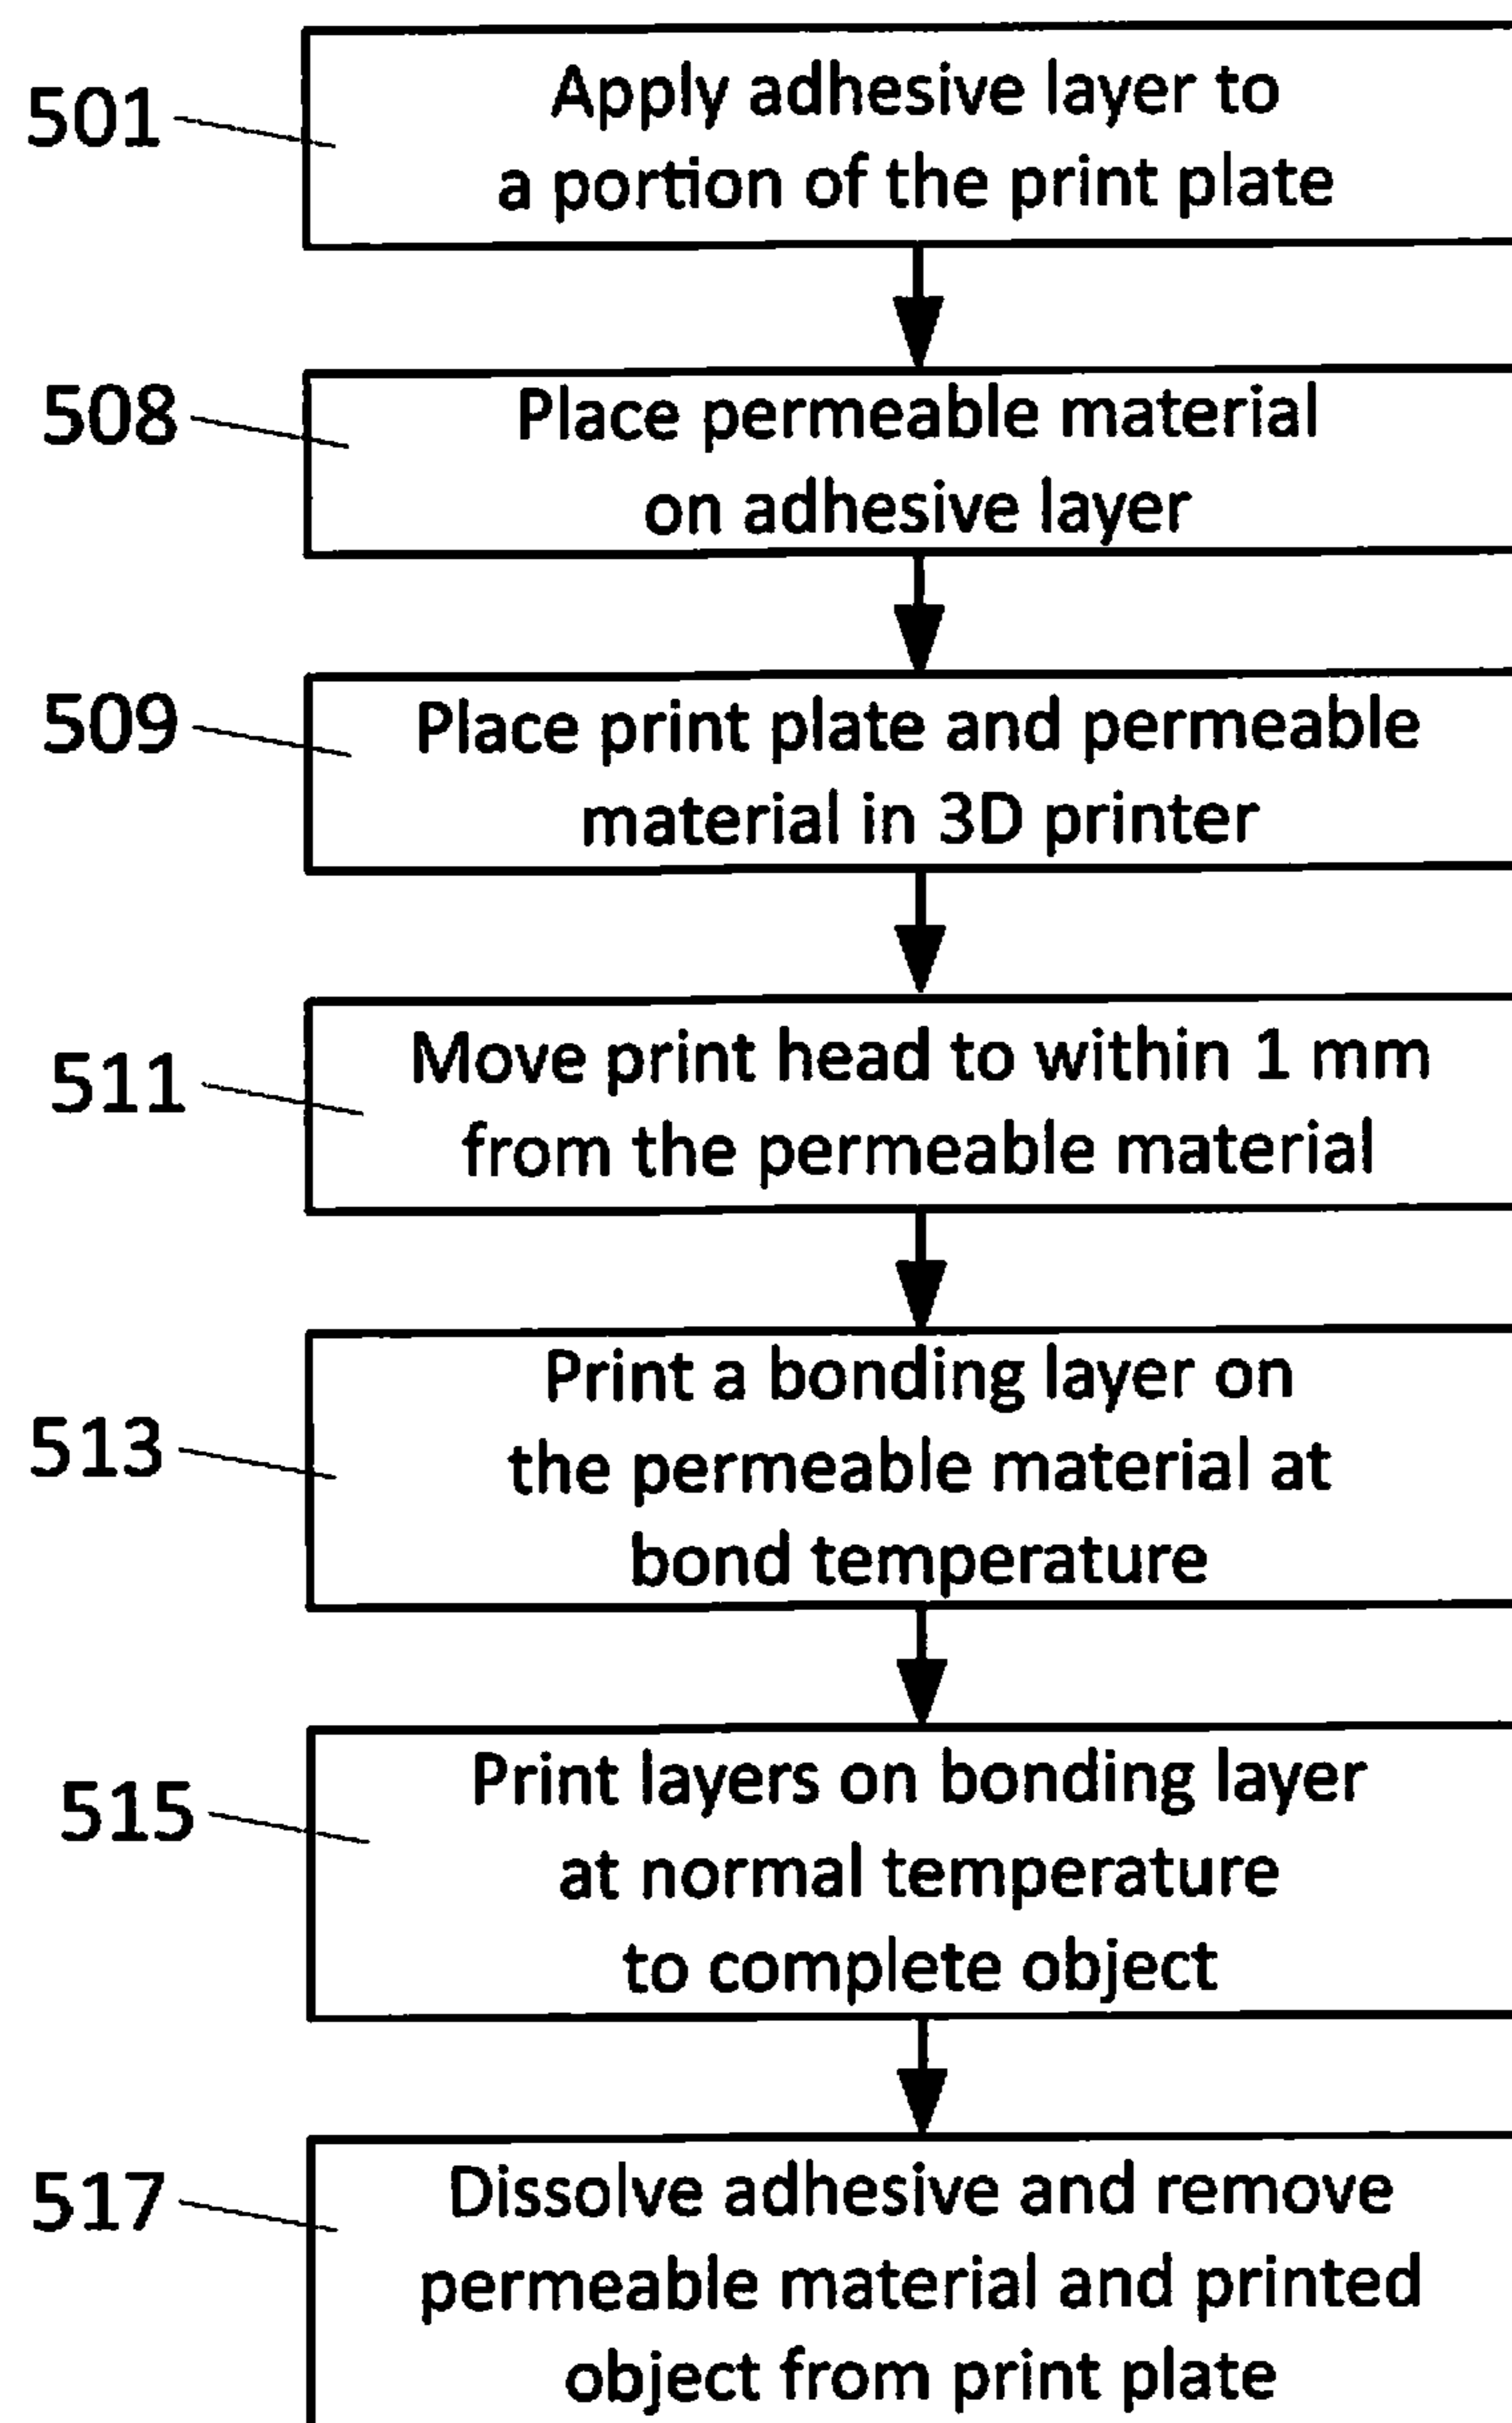 501
Apply adhesive layer to
a portion of the print plate
508
Place permeable material
on adhesive layer
509
Place print plate and permeable
material in 3D printer
511
Move print head to within 1 mm
from the permeable material
513
Print a bonding layer on
the permeable material at
bond temperature
515
Print layers on bonding layer
at normal temperature
to complete object
517
Dissolve adhesive and remove
permeable material and printed
object from print plate